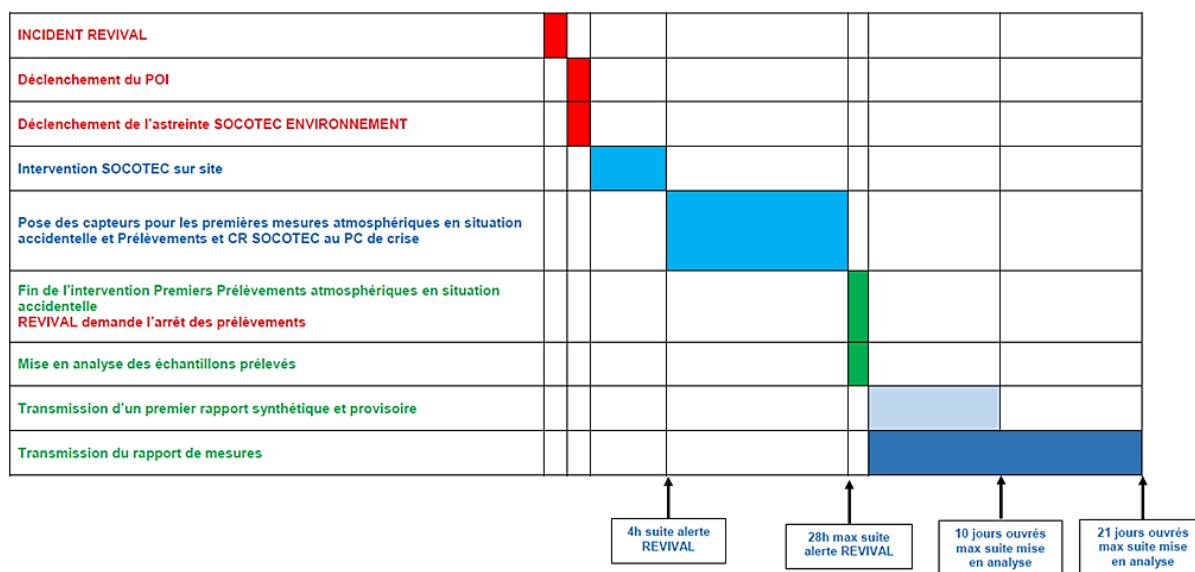 INCIDENT REVIVAL
Déclenchement du POI
Déclenchement de l'astreinte SOCOTEC ENVIRONNEMENT
Intervention SOCOTEC sur site
Pose des capteurs pour les premières mesures atmosphériques en situation
accidentelle et Prélèvements et CR SOCOTEC au PC de crise
Fin de l'intervention Premiers Prélèvements atmosphériques en situation
accidentelle
REVIVAL demande l'arrêt des prélèvements
Mise en analyse des échantillons prélevés
Transmission d'un premier rapport synthétique et provisoire
Transmission du rapport de mesures
4h suite alerte
REVIVAL
28h max suite
alerte REVIVAL
10 jours ouvrés
max suite mise
en analyse
21 jours ouvrés
max suite mise
en analyse